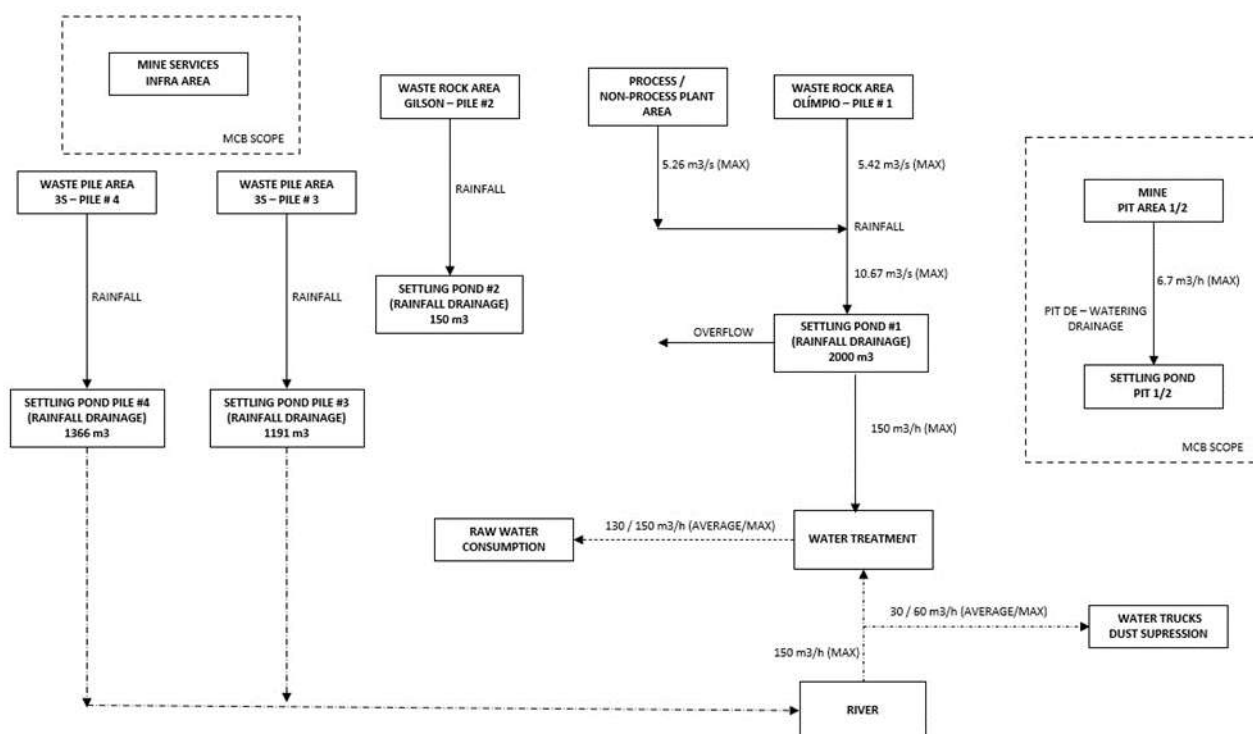 MINE SERVICES
INFRA AREA
MCB SCOPE
WASTE ROCK AREA
GILSON – PILE #2
PROCESS /
NON-PROCESS PLANT
AREA
WASTE ROCK AREA
OLÍMPIO – PILE # 1
5.26 m3/s (MAX)
5.42 m3/s (MAX)
WASTE PILE AREA
3S – PILE # 4
WASTE PILE AREA
3S – PILE # 3
RAINFALL
RAINFALL
MINE
PIT AREA 1/2
10.67 m3/s (MAX)
6.7 m3/h (MAX)
RAINFALL
RAINFALL
SETTLING POND #2
(RAINFALL DRAINAGE)
150 m3
OVERFLOW
SETTLING POND #1
(RAINFALL DRAINAGE)
2000 m3
PIT DE – WATERING
DRAINAGE
SETTLING POND
PIT 1/2
SETTLING POND PILE #4
(RAINFALL DRAINAGE)
1366 m3
SETTLING POND PILE #3
(RAINFALL DRAINAGE)
1191 m3
150 m3/h (MAX)
MCB SCOPE
RAW WATER
CONSUMPTION
130 / 150 m3/h (AVERAGE/MAX)
WATER TREATMENT
30 / 60 m3/h (AVERAGE/MAX)
WATER TRUCKS
DUST SUPRESSION
150 m3/h (MAX)
RIVER